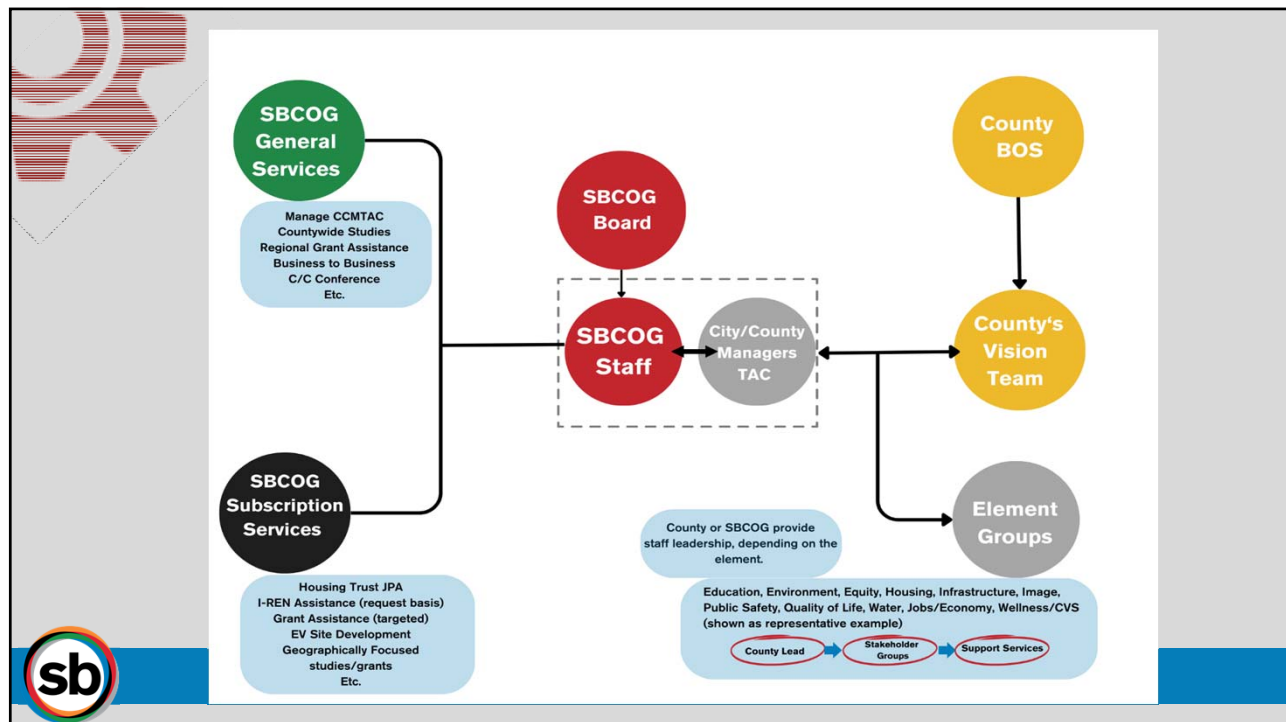 SBCOG
General
Services
Manage CCMTAC
Countywide Studies
Regional Grant Assistance
Business to Business
C/C Conference
Etc.
SBCOG
Board
County
BOS
SBCOG
Staff
City/County
Managers
TAC
County's
Vision
Team
SBCOG
Subscription
Services
Housing Trust JPA
I-REN Assistance (request basis)
Grant Assistance (targeted)
EV Site Development
Geographically Focused
studies/grants
Etc.
Element
Groups
County or SBCOG provide
staff leadership, depending on the
element.
Education, Environment, Equity, Housing, Infrastructure, Image,
Public Safety, Quality of Life, Water, Jobs/Economy, Wellness/CVS
(shown as representative example)
County Lead
Stakeholder
Groups
Support Services
sb